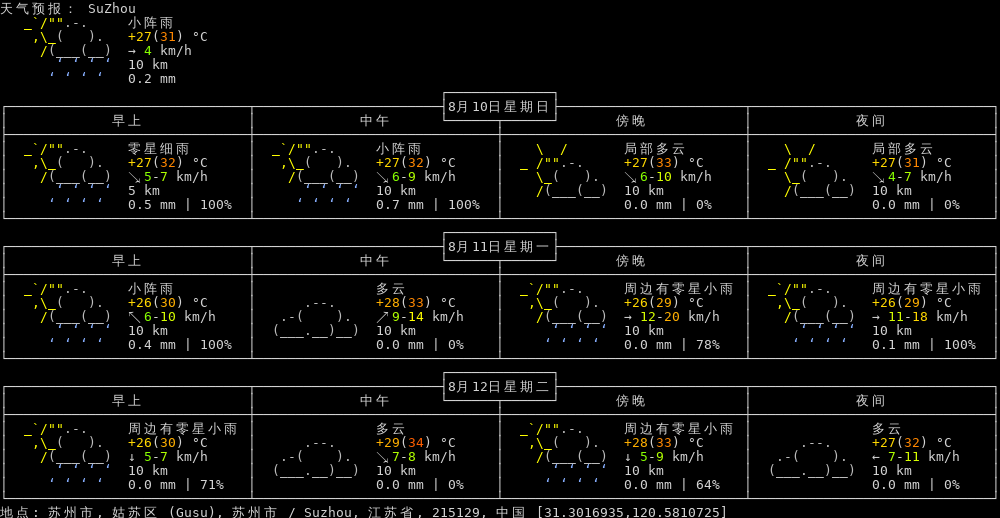 天气预报： SuZhou
小阵雨
+27(31) °C
→ 4 km/h
10 km
0.2 mm
8月10日星期日
早上 中午 傍晚 夜间
零星细雨 小阵雨 局部多云 局部多云
+27(32) °C +27(32) °C +27(33) °C +27(31) °C
↘ 5-7 km/h ↘ 6-9 km/h ↘ 6-10 km/h ↘ 4-7 km/h
5 km 10 km 10 km 10 km
0.5 mm | 100% 0.7 mm | 100% 0.0 mm | 0% 0.0 mm | 0%
8月11日星期一
早上 中午 傍晚 夜间
小阵雨 多云 周边有零星小雨 周边有零星小雨
+26(30) °C +28(33) °C +26(29) °C +26(29) °C
↖ 6-10 km/h ↗ 9-14 km/h → 12-20 km/h → 11-18 km/h
10 km 10 km 10 km 10 km
0.4 mm | 100% 0.0 mm | 0% 0.0 mm | 78% 0.1 mm | 100%
8月12日星期二
早上 中午 傍晚 夜间
周边有零星小雨 多云 周边有零星小雨 多云
+26(30) °C +29(34) °C +28(33) °C +27(32) °C
↓ 5-7 km/h ↘ 7-8 km/h ↓ 5-9 km/h ← 7-11 km/h
10 km 10 km 10 km 10 km
0.0 mm | 71% 0.0 mm | 0% 0.0 mm | 64% 0.0 mm | 0%
地点: 苏州市, 姑苏区 (Gusu), 苏州市 / Suzhou, 江苏省, 215129, 中国 [31.3016935,120.5810725]